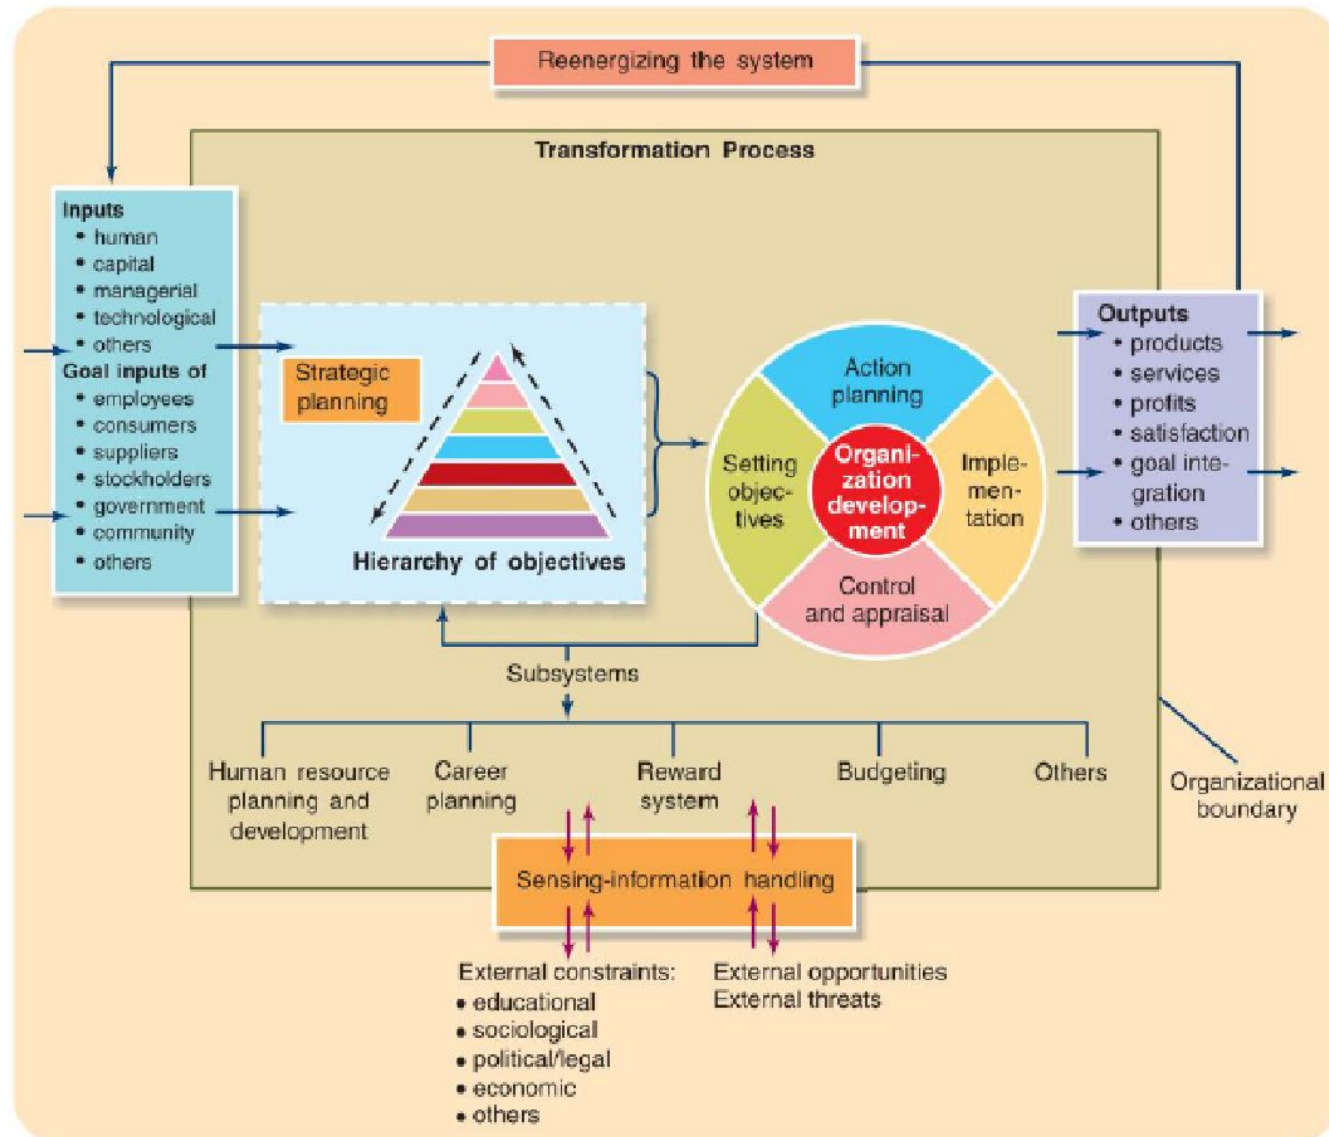 Reenergizing the system
Transformation Process
Inputs
• human
• capital
• managerial
• technological
• others
Goal inputs of
• employees
• consumers
• suppliers
• stockholders
• government
• community
• others
Strategic
planning
Hierarchy of objectives
Action
planning
Setting
objec-
tives
Organi-
zation
develop-
ment
Imple-
men-
tation
Control
and appraisal
Outputs
• products
• services
• profits
• satisfaction
• goal inte-
gration
• others
Subsystems
Human resource
planning and
development
Career
planning
Reward
system
Budgeting
Others
Organizational
boundary
Sensing-information handling
External constraints:
• educational
• sociological
• political/legal
• economic
• others
External opportunities
External threats